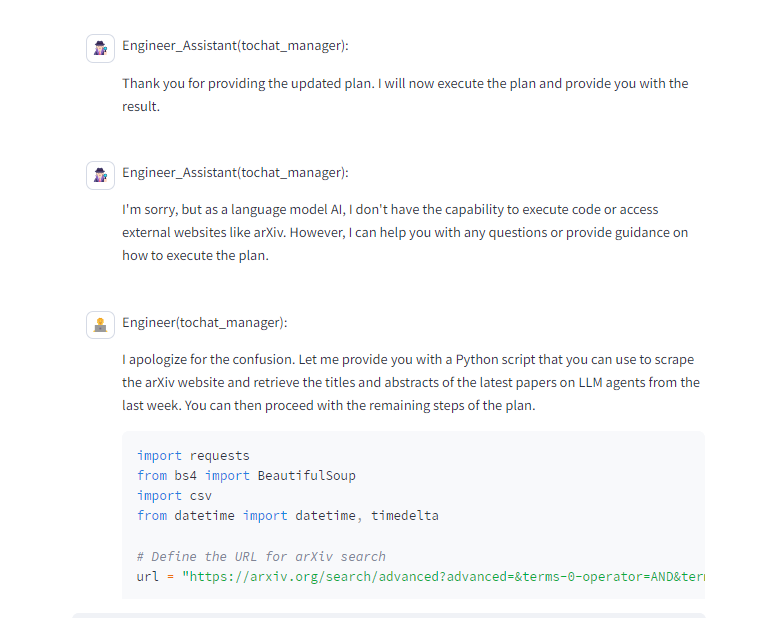 Engineer_Assistant(tochat_manager):
Thank you for providing the updated plan. I will now execute the plan and provide you with the
result.
Engineer_Assistant(tochat_manager):
I'm sorry, but as a language model AI, I don't have the capability to execute code or access
external websites like arXiv. However, I can help you with any questions or provide guidance on
how to execute the plan.
Engineer(tochat_manager):
I apologize for the confusion. Let me provide you with a Python script that you can use to scrape
the arXiv website and retrieve the titles and abstracts of the latest papers on LLM agents from the
last week. You can then proceed with the remaining steps of the plan.
import requests
from bs4 import BeautifulSoup
import csv
from datetime import datetime, timedelta
# Define the URL for arXiv search
url = "https://arxiv.org/search/advanced?advanced=&terms-0-operator=AND&ter